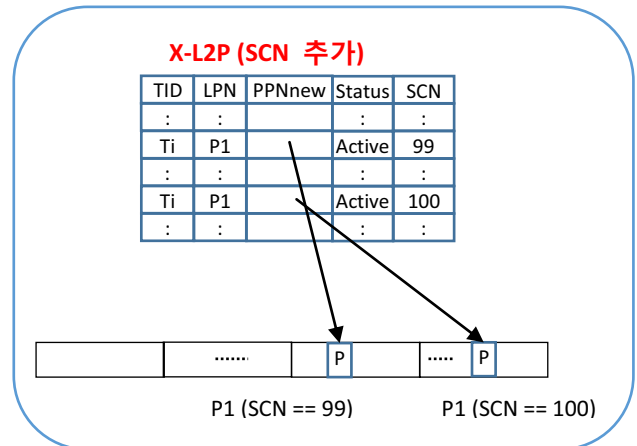 X-L2P (SCN 추가)
TID LPN PPNnew Status SCN
: : : :
Ti P1 Active 99
: : : :
Ti P1 Active 100
: : : :
....... P ..... P
P1 (SCN == 99) P1 (SCN == 100)